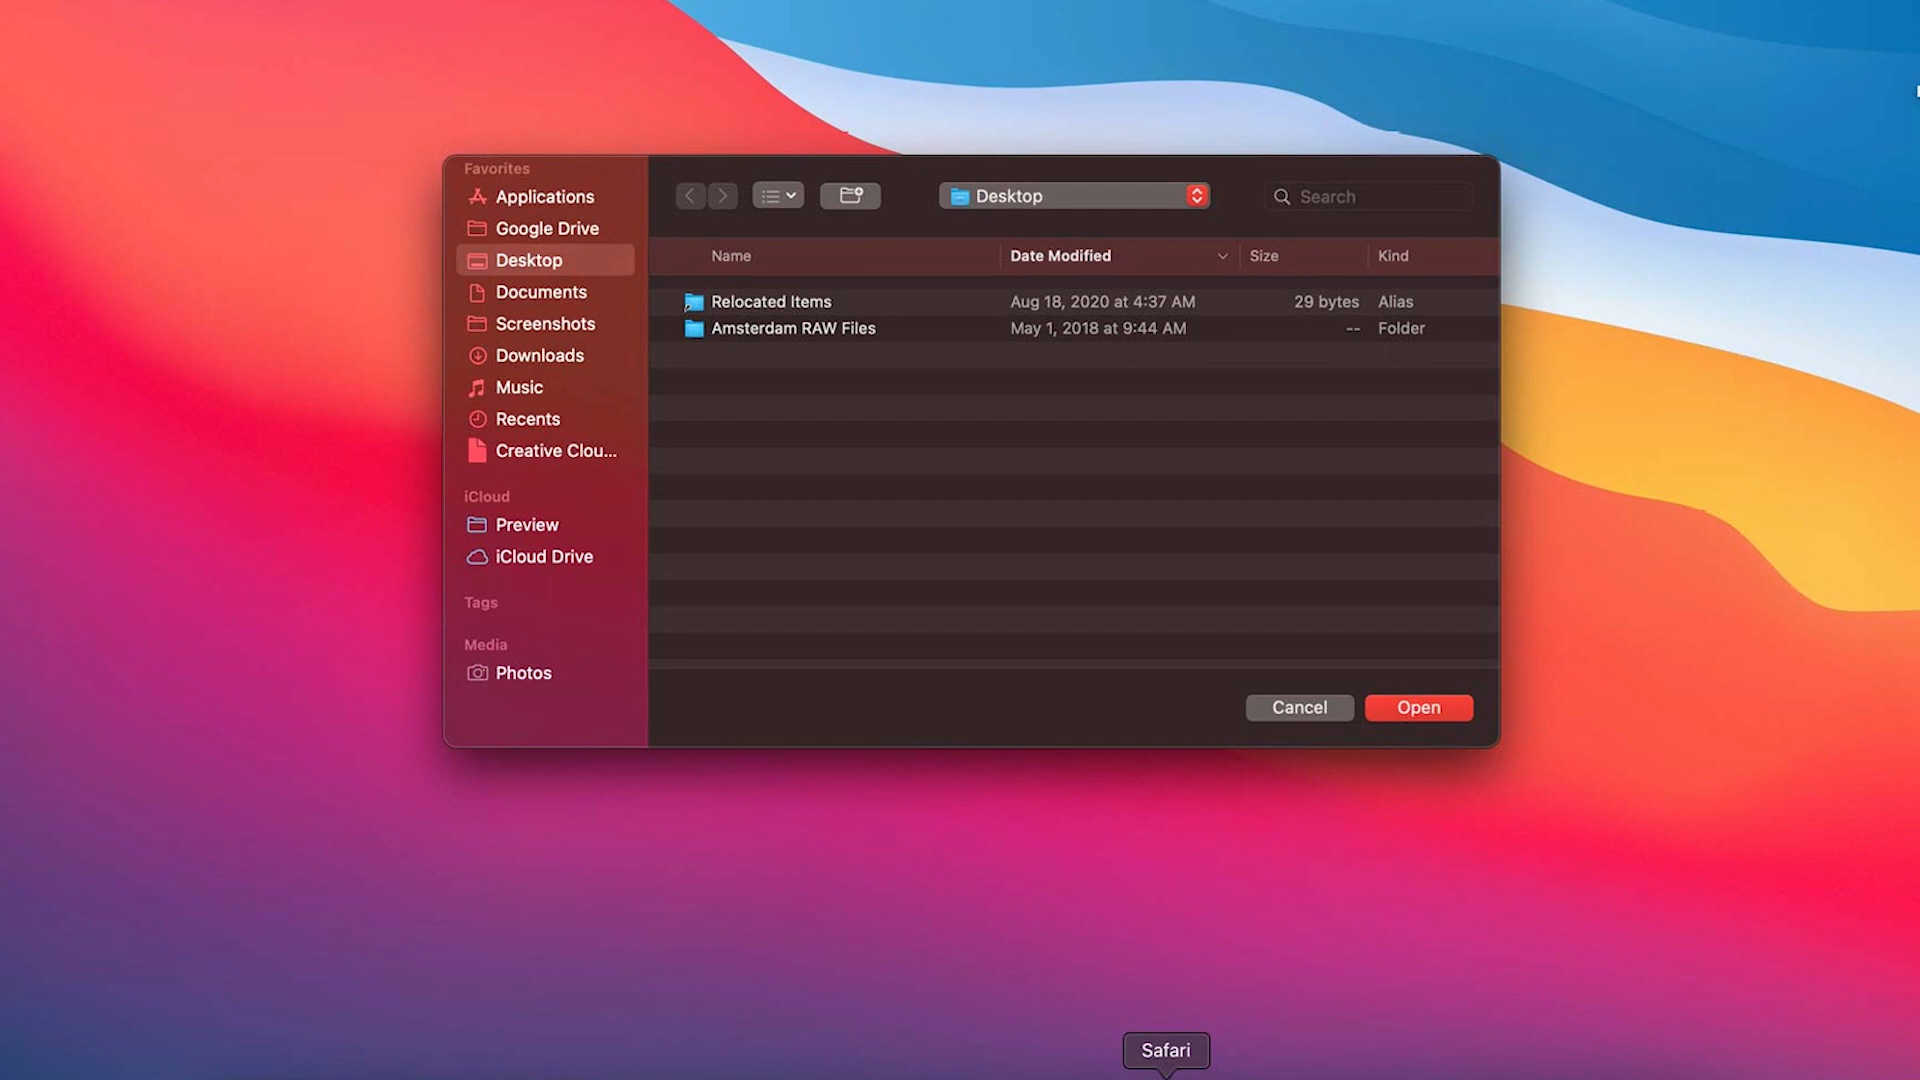 Favorites
Applications
Google Drive
Desktop
Documents
Screenshots
Downloads
Music
Recents
Creative Clou...
iCloud
Preview
iCloud Drive
Tags
Media
Photos
Desktop
Search
Name Date Modified Size Kind
Relocated Items Aug 18, 2020 at 4:37 AM 29 bytes Alias
Amsterdam RAW Files May 1, 2018 at 9:44 AM -- Folder
Cancel Open
Safari